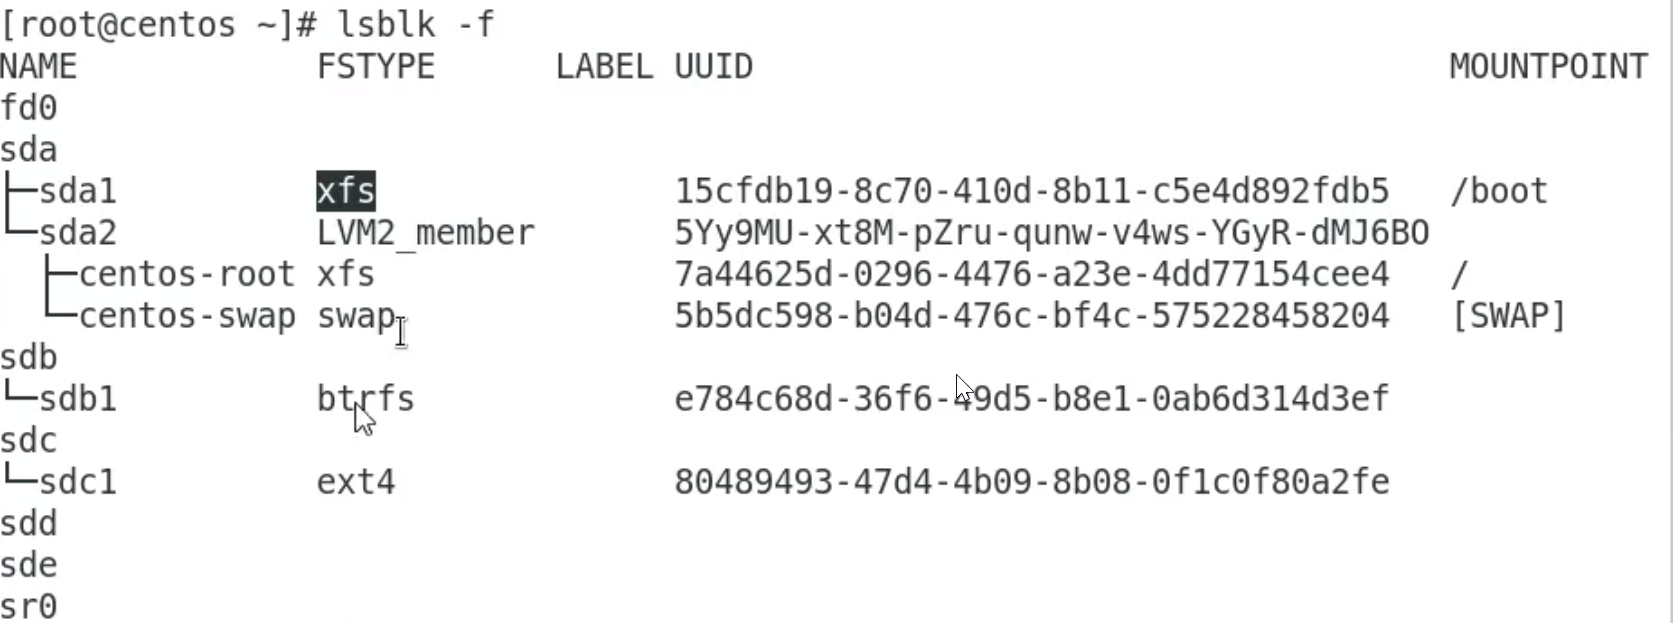 [root@centos ~]# lsblk -f
NAME            FSTYPE      LABEL UUID                                   MOUNTPOINT
fd0
sda
├─sda1          xfs               15cfdb19-8c70-410d-8b11-c5e4d892fdb5   /boot
└─sda2          LVM2_member       5Yy9MU-xt8M-pZru-qunw-v4ws-YGyR-dMJ6BO
  ├─centos-root xfs               7a44625d-0296-4476-a23e-4dd77154cee4   /
  └─centos-swap swap              5b5dc598-b04d-476c-bf4c-575228458204   [SWAP]
sdb
└─sdb1          btrfs             e784c68d-36f6-49d5-b8e1-0ab6d314d3ef
sdc
└─sdc1          ext4              80489493-47d4-4b09-8b08-0f1c0f80a2fe
sdd
sde
sr0